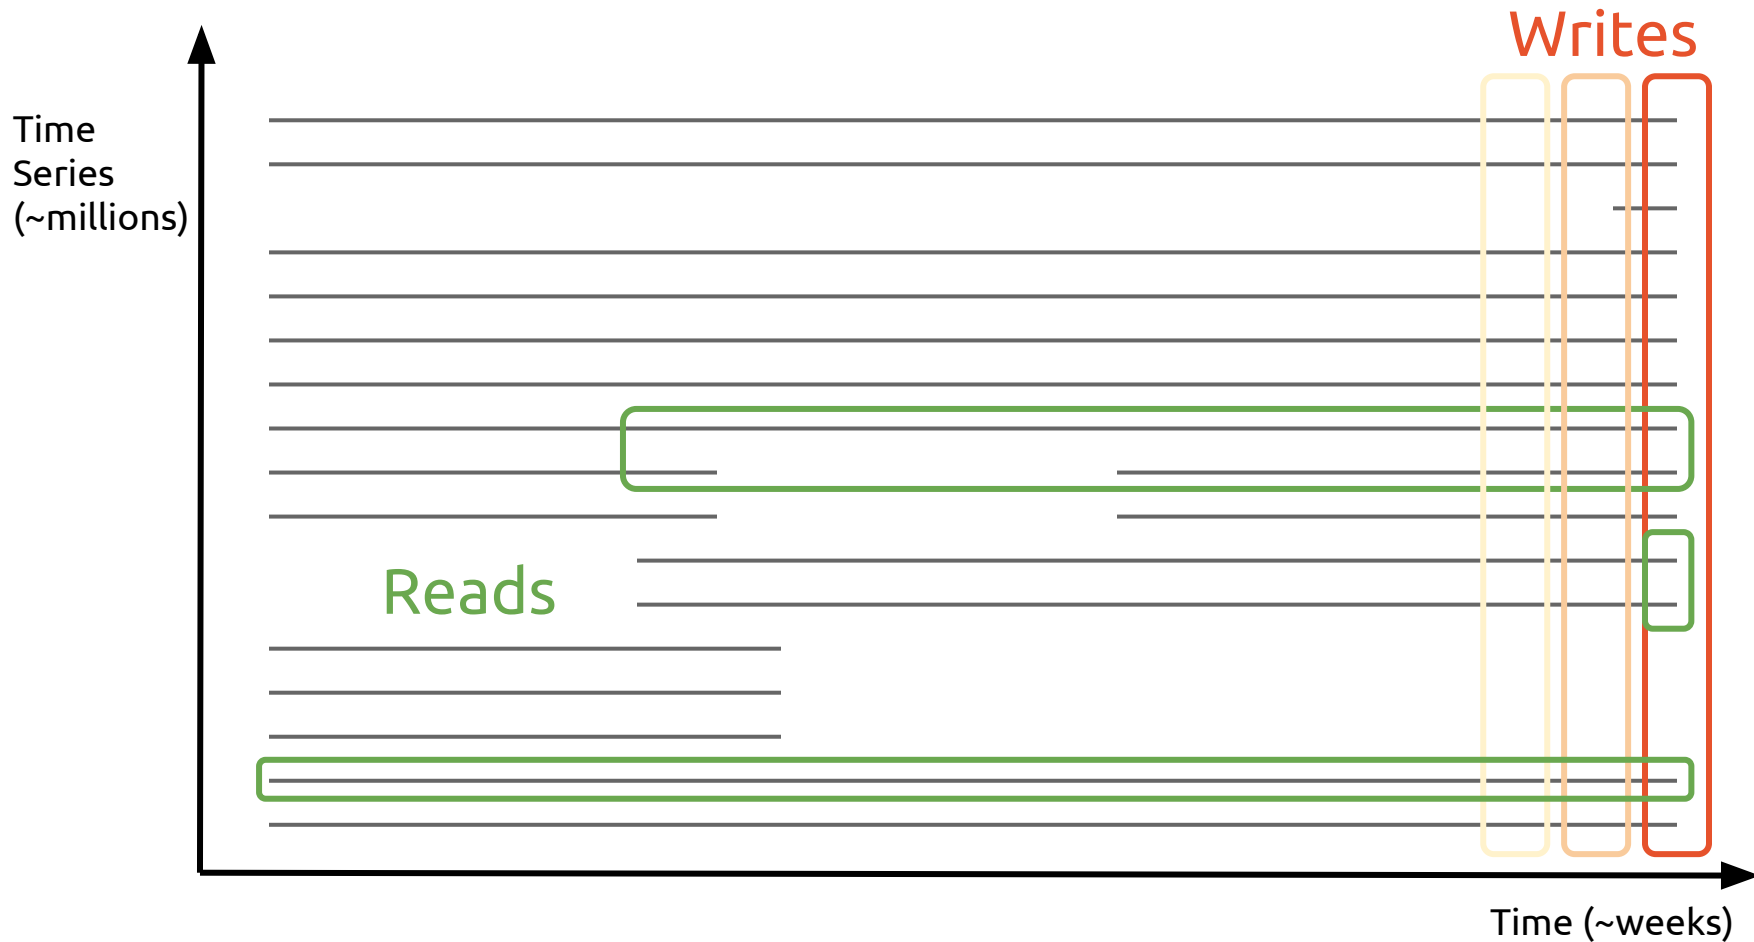 Writes
Time
Series
(~millions)
Reads
Time (~weeks)